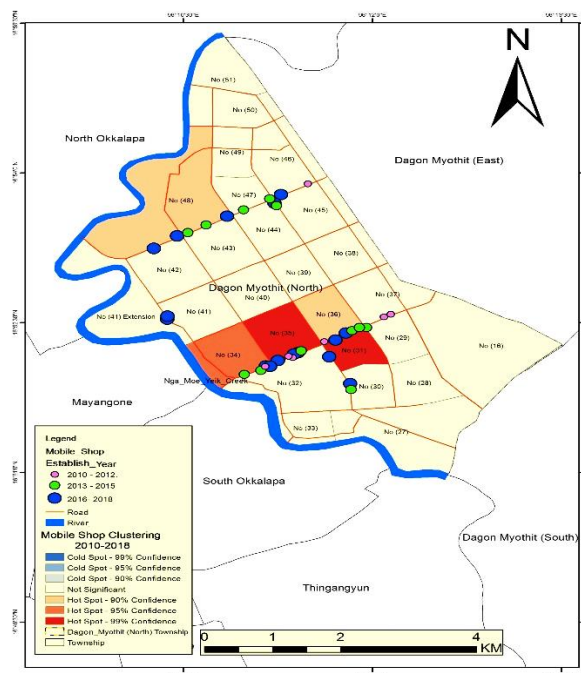 N
No (51)
No (50)
North Okkalapa
No (49)
No (46)
Dagon Myothit (East)
No (48)
No (47)
No (45)
No (44)
No (43)
No (42)
No (38)
No (39)
Dagon Myothit (North)
No (40)
No (37)
No (41) Extension
No (41)
No (36)
No (35)
No (29)
No (16)
No (34)
No (31)
Nga_Moe_Yeik_Creek
No (32)
No (30)
No (28)
Mayangone
No (33)
No (27)
South Okkalapa
Dagon Myothit (South)
Thingangyun
Legend
Mobile Shop
Establish_Year
2010 - 2012.
2013 - 2015
2016 2018
Road
River
Mobile Shop Clustering
2010-2018
Cold Spot - 99% Confidence
Cold Spot - 95% Confidence
Cold Spot - 90% Confidence
Not Significant
Hot Spot - 90% Confidence
Hot Spot - 95% Confidence
Hot Spot - 99% Confidence
Dagon_Myothit (North) Township
Township
0 1 2 4
KM